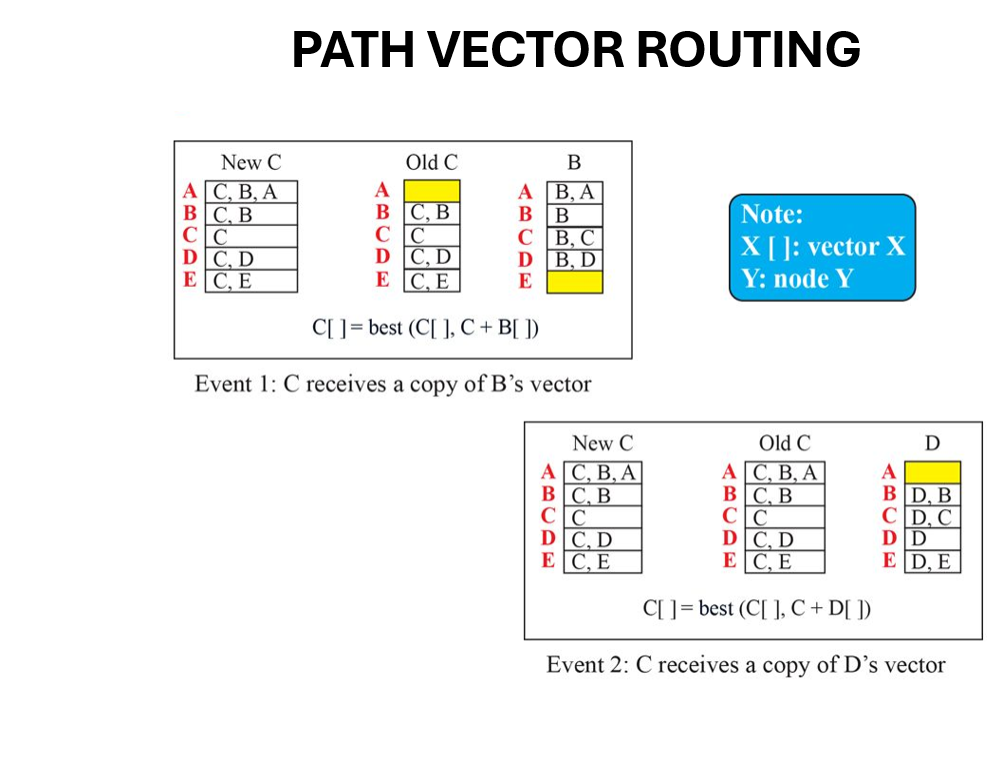 PATH VECTOR ROUTING
New C Old C B
A C, B, A A A B, A
B C, B B C, B B B
C C C C C B, C
D C, D D C, D D B, D
E C, E E C, E E
C[ ] = best (C[ ], C + B[ ])
Event 1: C receives a copy of B's vector
Note:
X [ ]: vector X
Y: node Y
New C Old C D
A C, B, A A C, B, A A
B C, B B C, B B D, B
C C C C C D, C
D C, D D C, D D D
E C, E E C, E E D, E
C[ ] = best (C[ ], C + D[ ])
Event 2: C receives a copy of D's vector